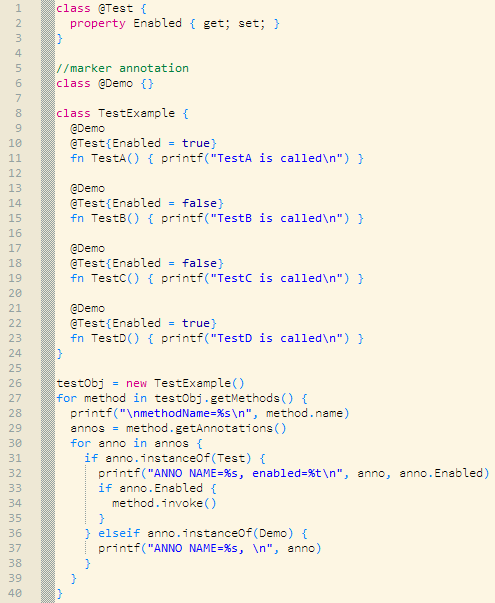 1 class @Test {
2   property Enabled { get; set; }
3 }
4
5 //marker annotation
6 class @Demo {}
7
8 class TestExample {
9   @Demo
10   @Test{Enabled = true}
11   fn TestA() { printf("TestA is called\n") }
12
13   @Demo
14   @Test{Enabled = false}
15   fn TestB() { printf("TestB is called\n") }
16
17   @Demo
18   @Test{Enabled = false}
19   fn TestC() { printf("TestC is called\n") }
20
21   @Demo
22   @Test{Enabled = true}
23   fn TestD() { printf("TestD is called\n") }
24 }
25
26 testObj = new TestExample()
27 for method in testObj.getMethods() {
28   printf("\nmethodName=%s\n", method.name)
29   annos = method.getAnnotations()
30   for anno in annos {
31     if anno.instanceOf(Test) {
32       printf("ANNO NAME=%s, enabled=%t\n", anno, anno.Enabled)
33       if anno.Enabled {
34         method.invoke()
35       }
36     } elseif anno.instanceOf(Demo) {
37       printf("ANNO NAME=%s, \n", anno)
38     }
39   }
40 }